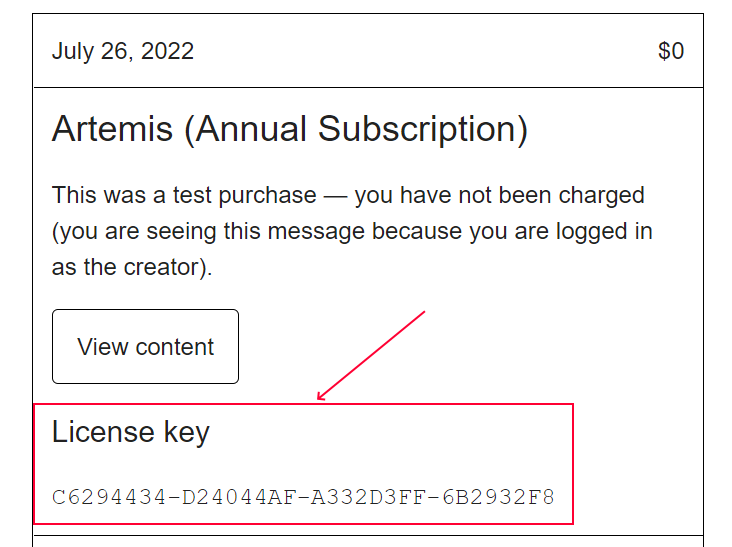 July 26, 2022 $0
Artemis (Annual Subscription)
This was a test purchase — you have not been charged
(you are seeing this message because you are logged in
as the creator).
View content
License key
C6294434-D24044AF-A332D3FF-6B2932F8